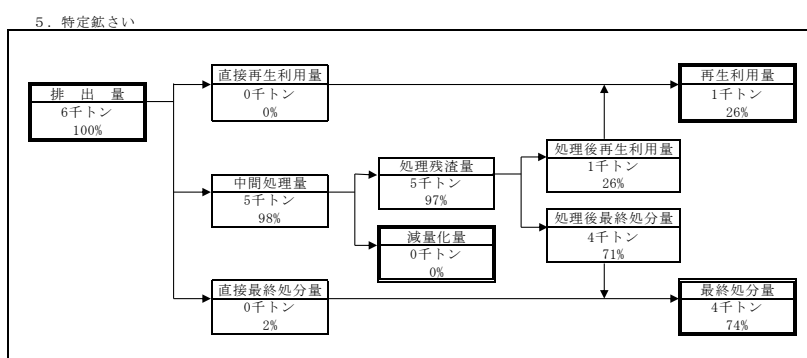 5．特定鉱さい
排 出 量
6千トン
100%
直接再生利用量
0千トン
0%
中間処理量
5千トン
98%
直接最終処分量
0千トン
2%
処理残渣量
5千トン
97%
減量化量
0千トン
0%
処理後再生利用量
1千トン
26%
処理後最終処分量
4千トン
71%
再生利用量
1千トン
26%
最終処分量
4千トン
74%